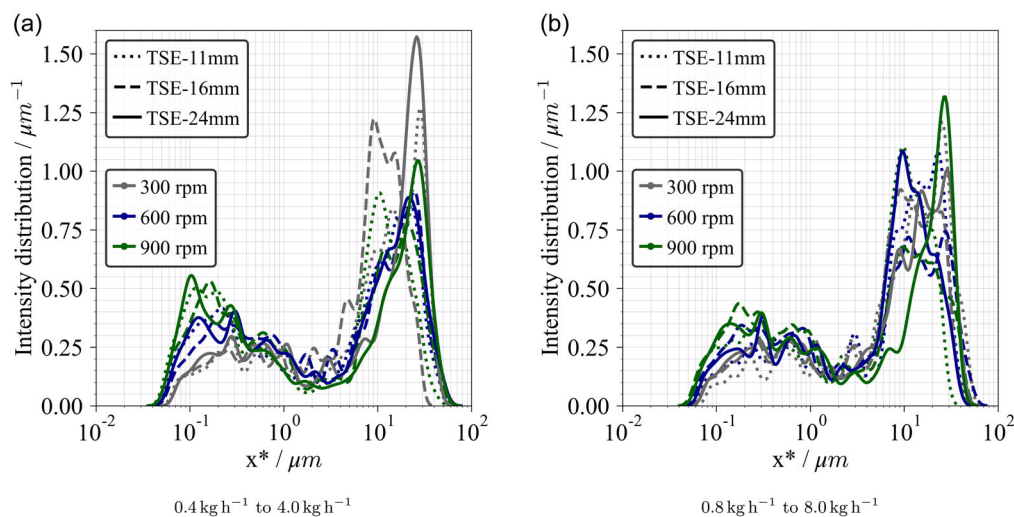 (a)
Intensity distribution / μm⁻¹
1.50
1.25
1.00
0.75
0.50
0.25
0.00
TSE-11mm
TSE-16mm
TSE-24mm
300 rpm
600 rpm
900 rpm
10⁻² 10⁻¹ 10⁰ 10¹ 10²
x* / μm
0.4 kg h⁻¹ to 4.0 kg h⁻¹
(b)
Intensity distribution / μm⁻¹
1.50
1.25
1.00
0.75
0.50
0.25
0.00
TSE-11mm
TSE-16mm
TSE-24mm
300 rpm
600 rpm
900 rpm
10⁻² 10⁻¹ 10⁰ 10¹ 10²
x* / μm
0.8 kg h⁻¹ to 8.0 kg h⁻¹